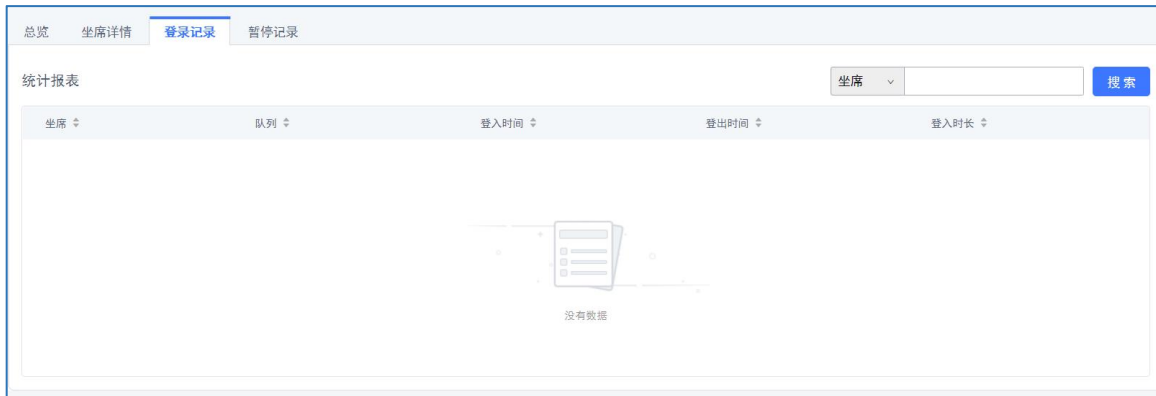 总览 坐席详情 登录记录 暂停记录
统计报表 坐席 搜索
坐席 队列 登入时间 登出时间 登入时长
没有数据